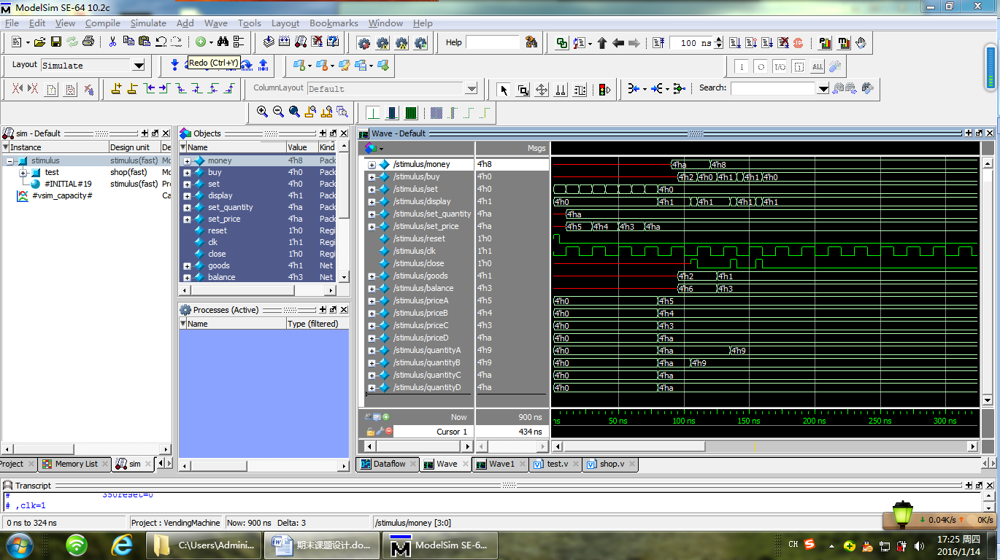 ModelSim SE-64 10.2c
File Edit View Compile Simulate Add Wave Tools Layout Bookmarks Window Help
Help
100 ns
Layout Simulate
Redo (Ctrl+Y)
ColumnLayout Default
Search:
sim - Default
Instance Design unit De
stimulus stimulus(fast) Mo
test shop(fast) Mo
#INITIAL#19 stimulus(fast) Pro
#vsim_capacity# Ca
Objects
Name Value Kind
money 4'h8 Pack
buy 4'h0 Pack
set 4'h0 Pack
display 4'h1 Pack
set_quantity 4'ha Pack
set_price 4'ha Pack
reset 1'h0 Regi
clk 1'h1 Regi
close 1'h0 Regi
goods 4'h1 Net
balance 4'h3 Net
Processes (Active)
Name Type (filtered)
Wave - Default
Msgs
/stimulus/money 4'h8 4'ha 4'h8
/stimulus/buy 4'h0 4'h2 4'h0 4'h1 4'h1 4'h0
/stimulus/set 4'h0 4'h0
/stimulus/display 4'h1 4'h0 4'h1 4'h1 4'h1 4'h1
/stimulus/set_quantity 4'ha 4'ha
/stimulus/set_price 4'ha 4'h5 4'h4 4'h3 4'ha
/stimulus/reset 1'h0
/stimulus/clk 1'h1
/stimulus/close 1'h0
/stimulus/goods 4'h1 4'h2 4'h1
/stimulus/balance 4'h3 4'h6 4'h3
/stimulus/priceA 4'h5 4'h0 4'h5
/stimulus/priceB 4'h4 4'h0 4'h4
/stimulus/priceC 4'h3 4'h0 4'h3
/stimulus/priceD 4'ha 4'h0 4'ha
/stimulus/quantityA 4'h9 4'h0 4'ha 4'h9
/stimulus/quantityB 4'h9 4'h0 4'ha 4'h9
/stimulus/quantityC 4'ha 4'h0 4'ha
/stimulus/quantityD 4'ha 4'h0 4'ha
Now 900 ns ns 50 ns 100 ns 150 ns 200 ns 250 ns 300 ns
Cursor 1 434 ns
Project Memory List sim
Dataflow Wave Wave1 test.v shop.v
Transcript
# 350reset=0
# ,clk=1
0 ns to 324 ns Project : VendingMachine Now: 900 ns Delta: 3 /stimulus/money [3:0]
0.04K/s 0K/s
C:\Users\Admini... 期末课题设计.do... ModelSim SE-6... CH
17:25 周四
2016/1/14